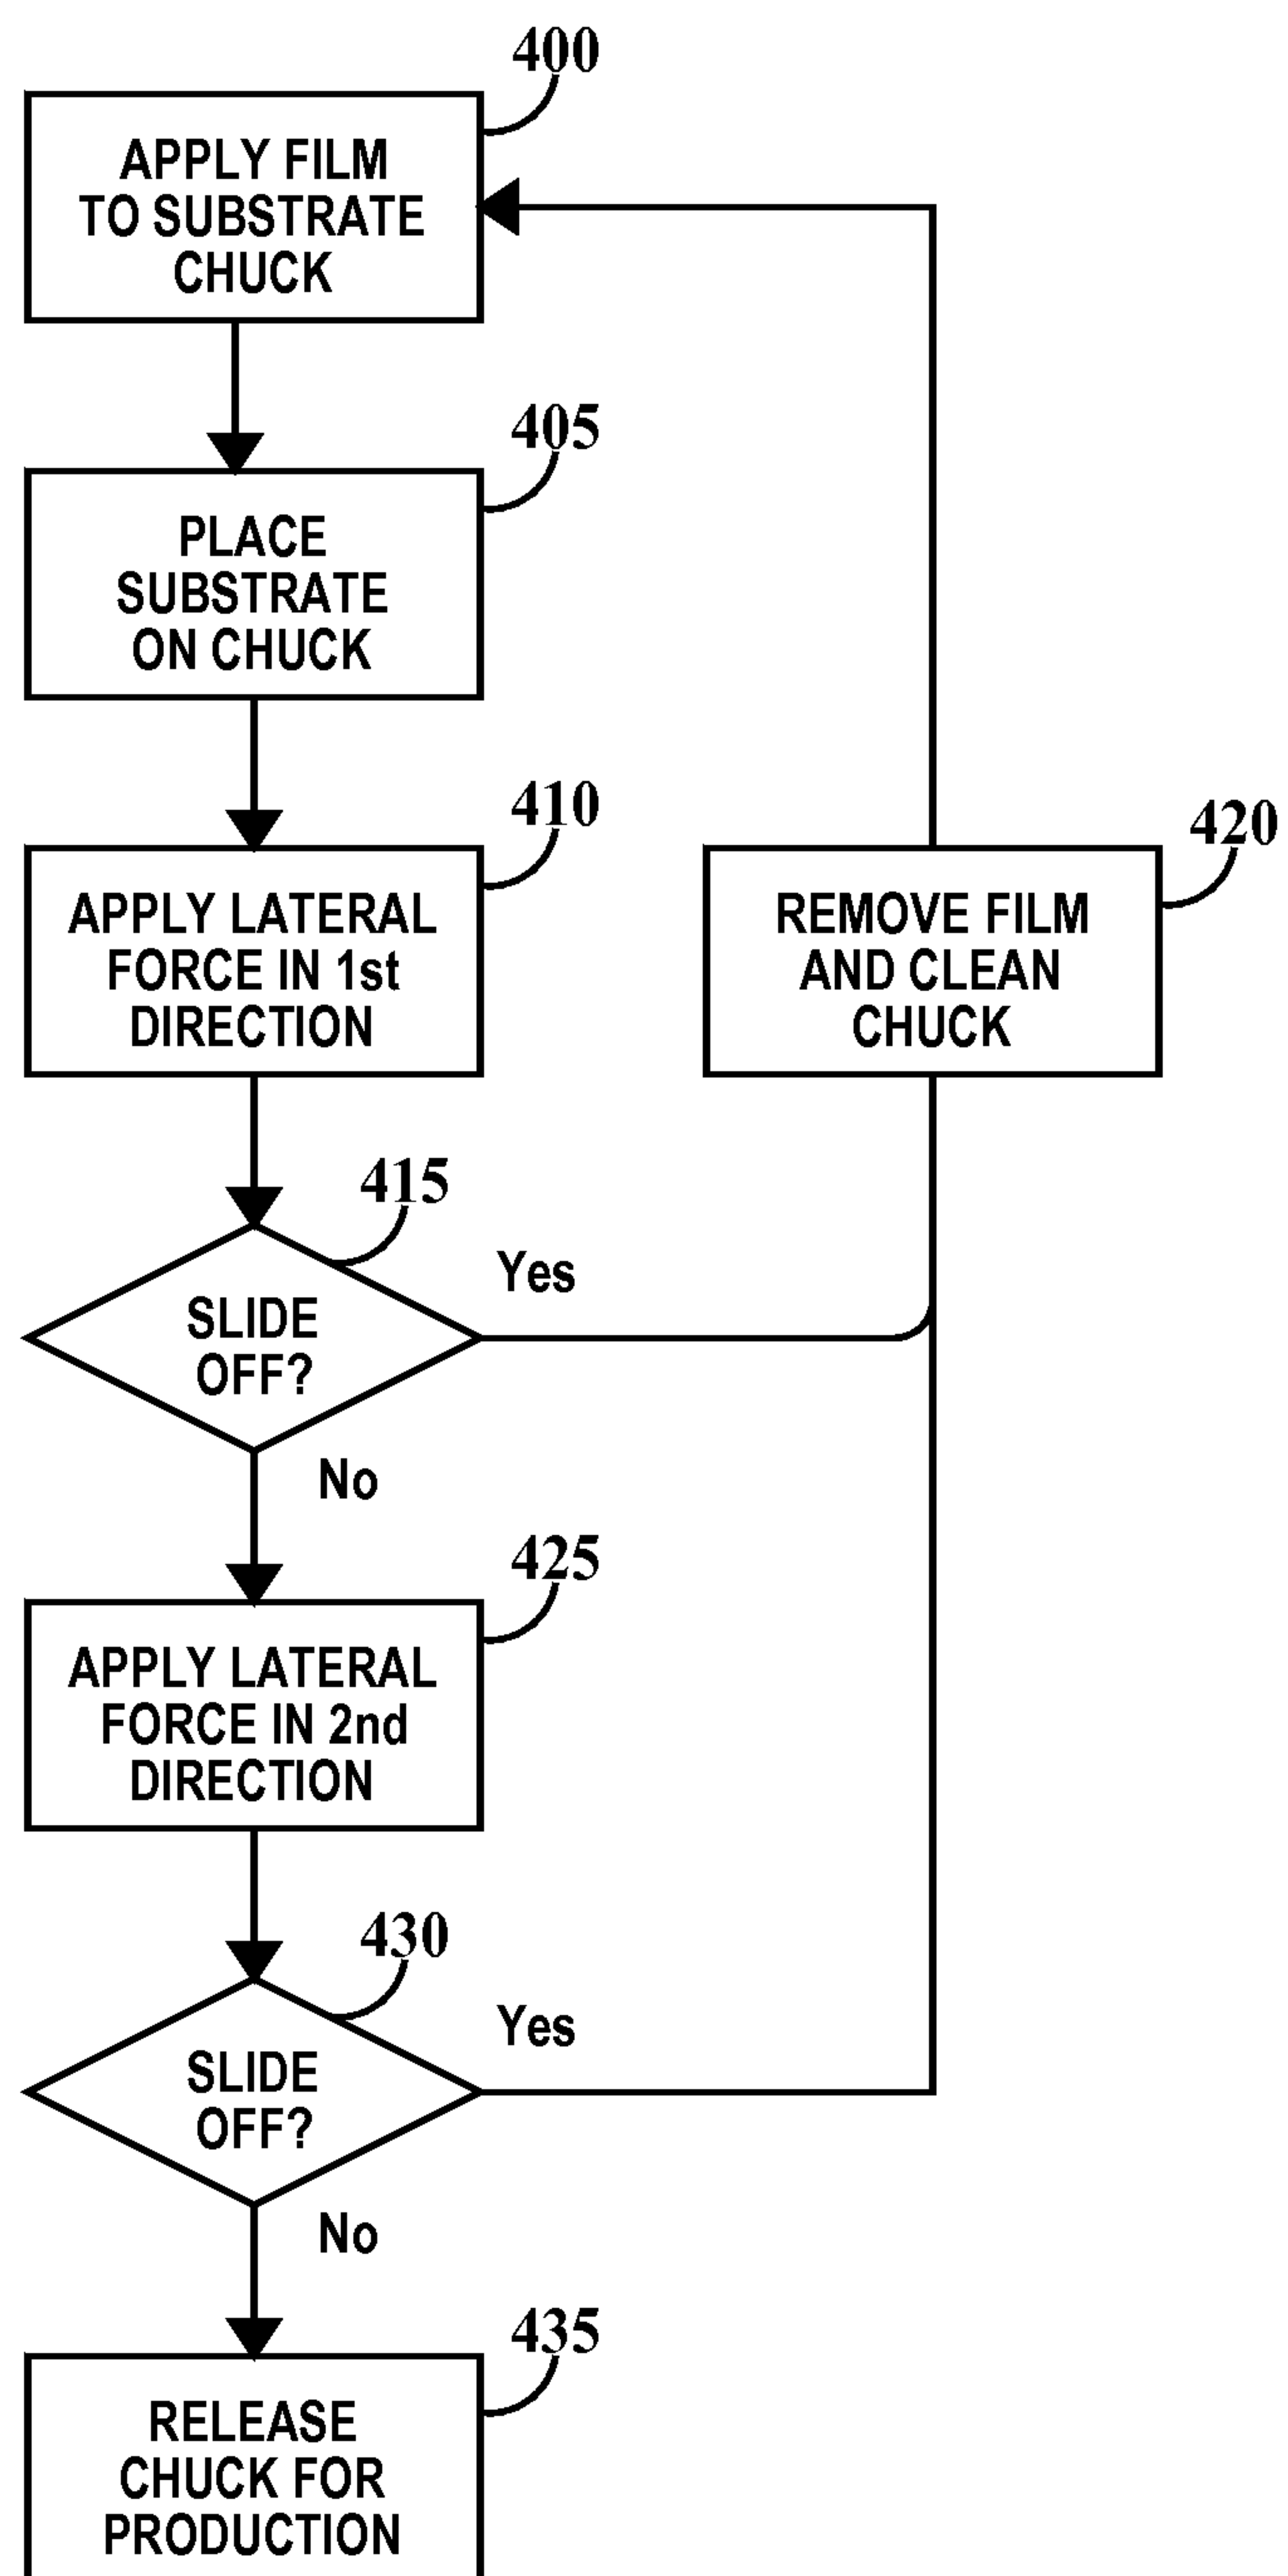 400
APPLY FILM
TO SUBSTRATE
CHUCK
405
PLACE
SUBSTRATE
ON CHUCK
410
APPLY LATERAL
FORCE IN 1st
DIRECTION
420
REMOVE FILM
AND CLEAN
CHUCK
415
SLIDE
OFF?
Yes
No
425
APPLY LATERAL
FORCE IN 2nd
DIRECTION
430
SLIDE
OFF?
Yes
No
435
RELEASE
CHUCK FOR
PRODUCTION